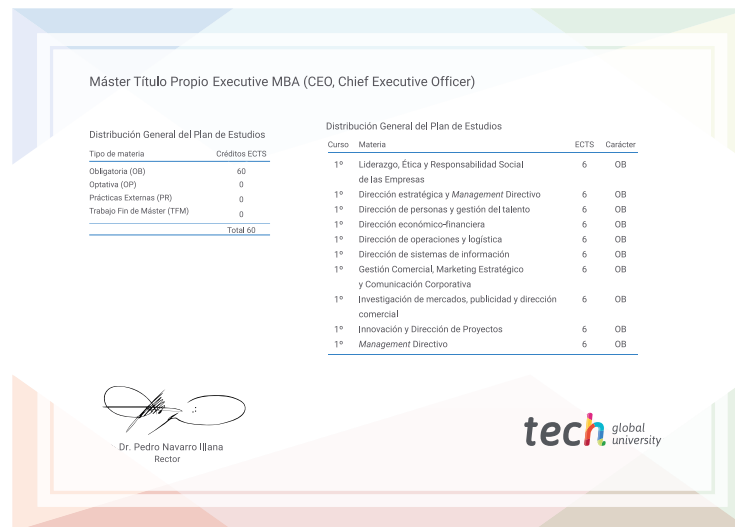 Máster Título Propio Executive MBA (CEO, Chief Executive Officer)
Distribución General del Plan de Estudios
Tipo de materia Créditos ECTS
Obligatoria (OB) 60
Optativa (OP) 0
Prácticas Externas (PR) 0
Trabajo Fin de Máster (TFM) 0
Total 60
Distribución General del Plan de Estudios
Curso Materia ECTS Carácter
1º Liderazgo, Ética y Responsabilidad Social 6 OB
de las Empresas
1º Dirección estratégica y Management Directivo 6 OB
1º Dirección de personas y gestión del talento 6 OB
1º Dirección económico-financiera 6 OB
1º Dirección de operaciones y logística 6 OB
1º Dirección de sistemas de información 6 OB
1º Gestión Comercial, Marketing Estratégico 6 OB
y Comunicación Corporativa
1º Investigación de mercados, publicidad y dirección 6 OB
comercial
1º Innovación y Dirección de Proyectos 6 OB
1º Management Directivo 6 OB
Dr. Pedro Navarro Illana
Rector
tech global
university